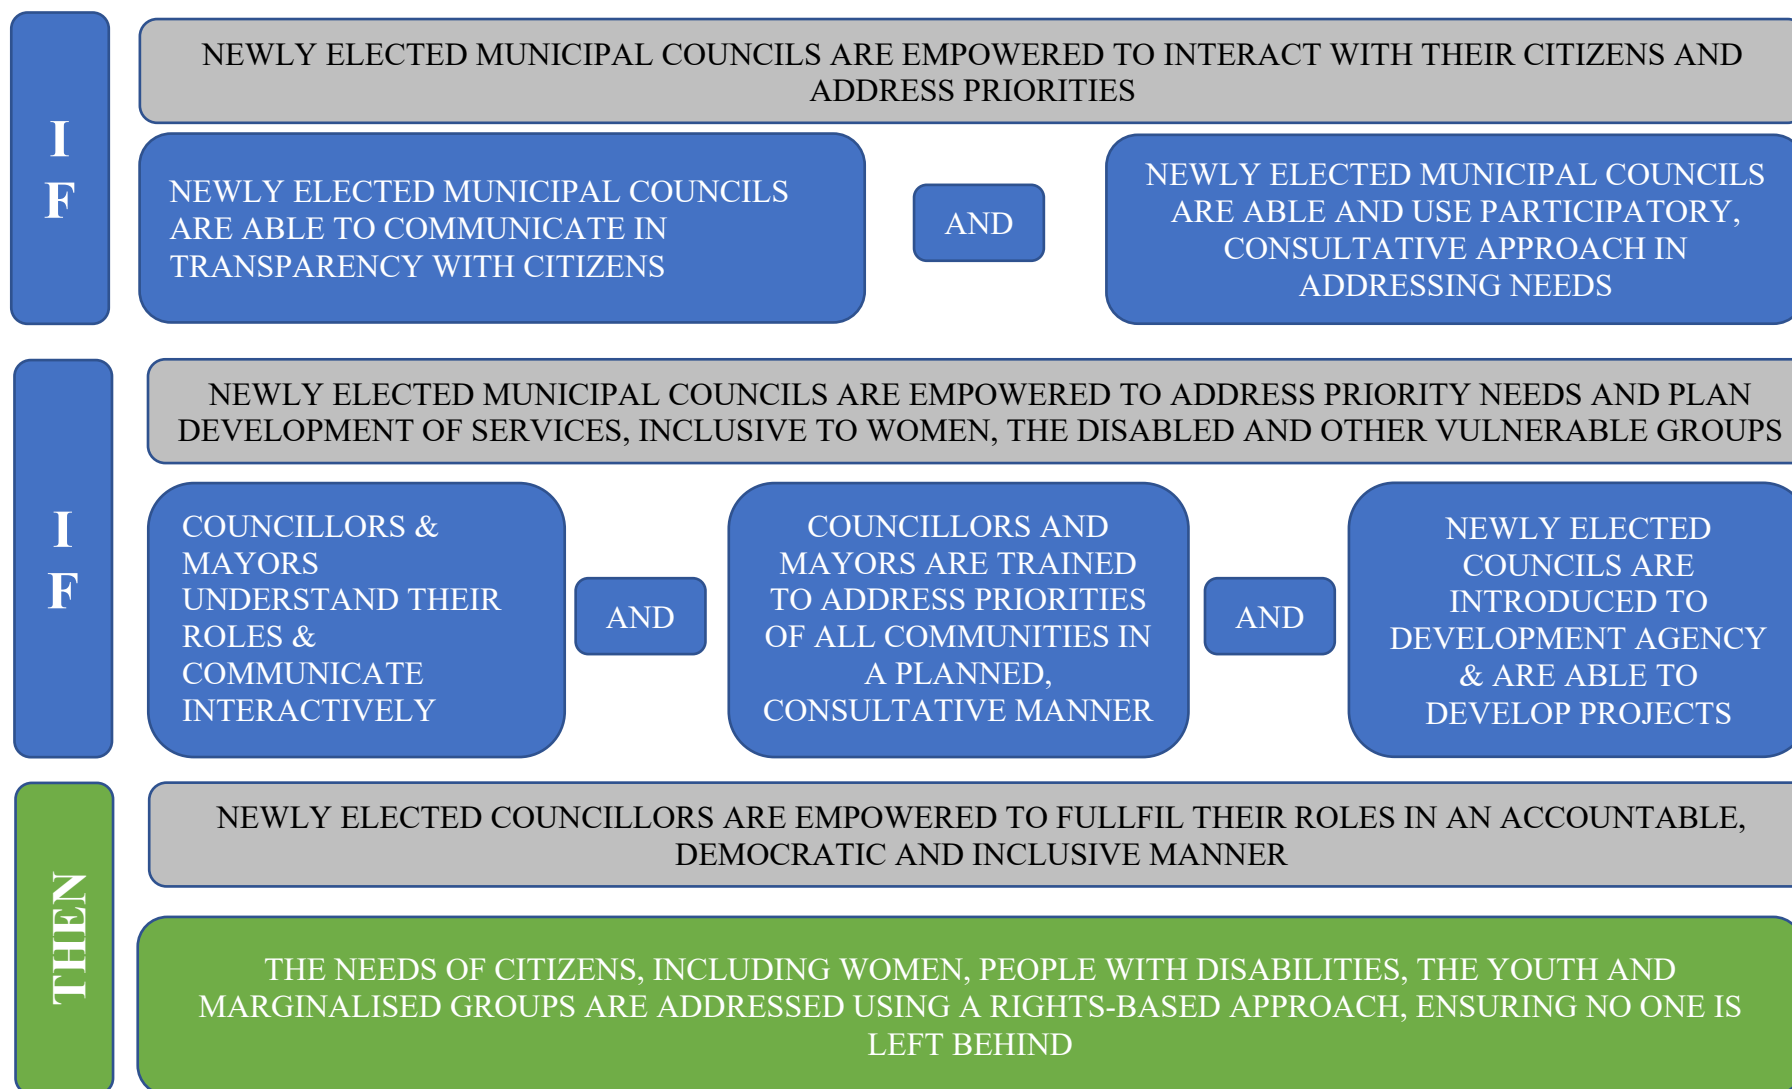 I
F
NEWLY ELECTED MUNICIPAL COUNCILS ARE EMPOWERED TO INTERACT WITH THEIR CITIZENS AND
ADDRESS PRIORITIES
NEWLY ELECTED MUNICIPAL COUNCILS
ARE ABLE TO COMMUNICATE IN
TRANSPARENCY WITH CITIZENS
AND
NEWLY ELECTED MUNICIPAL COUNCILS
ARE ABLE AND USE PARTICIPATORY,
CONSULTATIVE APPROACH IN
ADDRESSING NEEDS
I
F
NEWLY ELECTED MUNICIPAL COUNCILS ARE EMPOWERED TO ADDRESS PRIORITY NEEDS AND PLAN
DEVELOPMENT OF SERVICES, INCLUSIVE TO WOMEN, THE DISABLED AND OTHER VULNERABLE GROUPS
COUNCILLORS &
MAYORS
UNDERSTAND THEIR
ROLES &
COMMUNICATE
INTERACTIVELY
AND
COUNCILLORS AND
MAYORS ARE TRAINED
TO ADDRESS PRIORITIES
OF ALL COMMUNITIES IN
A PLANNED,
CONSULTATIVE MANNER
AND
NEWLY ELECTED
COUNCILS ARE
INTRODUCED TO
DEVELOPMENT AGENCY
& ARE ABLE TO
DEVELOP PROJECTS
THEN
NEWLY ELECTED COUNCILLORS ARE EMPOWERED TO FULLFIL THEIR ROLES IN AN ACCOUNTABLE,
DEMOCRATIC AND INCLUSIVE MANNER
THE NEEDS OF CITIZENS, INCLUDING WOMEN, PEOPLE WITH DISABILITIES, THE YOUTH AND
MARGINALISED GROUPS ARE ADDRESSED USING A RIGHTS-BASED APPROACH, ENSURING NO ONE IS
LEFT BEHIND